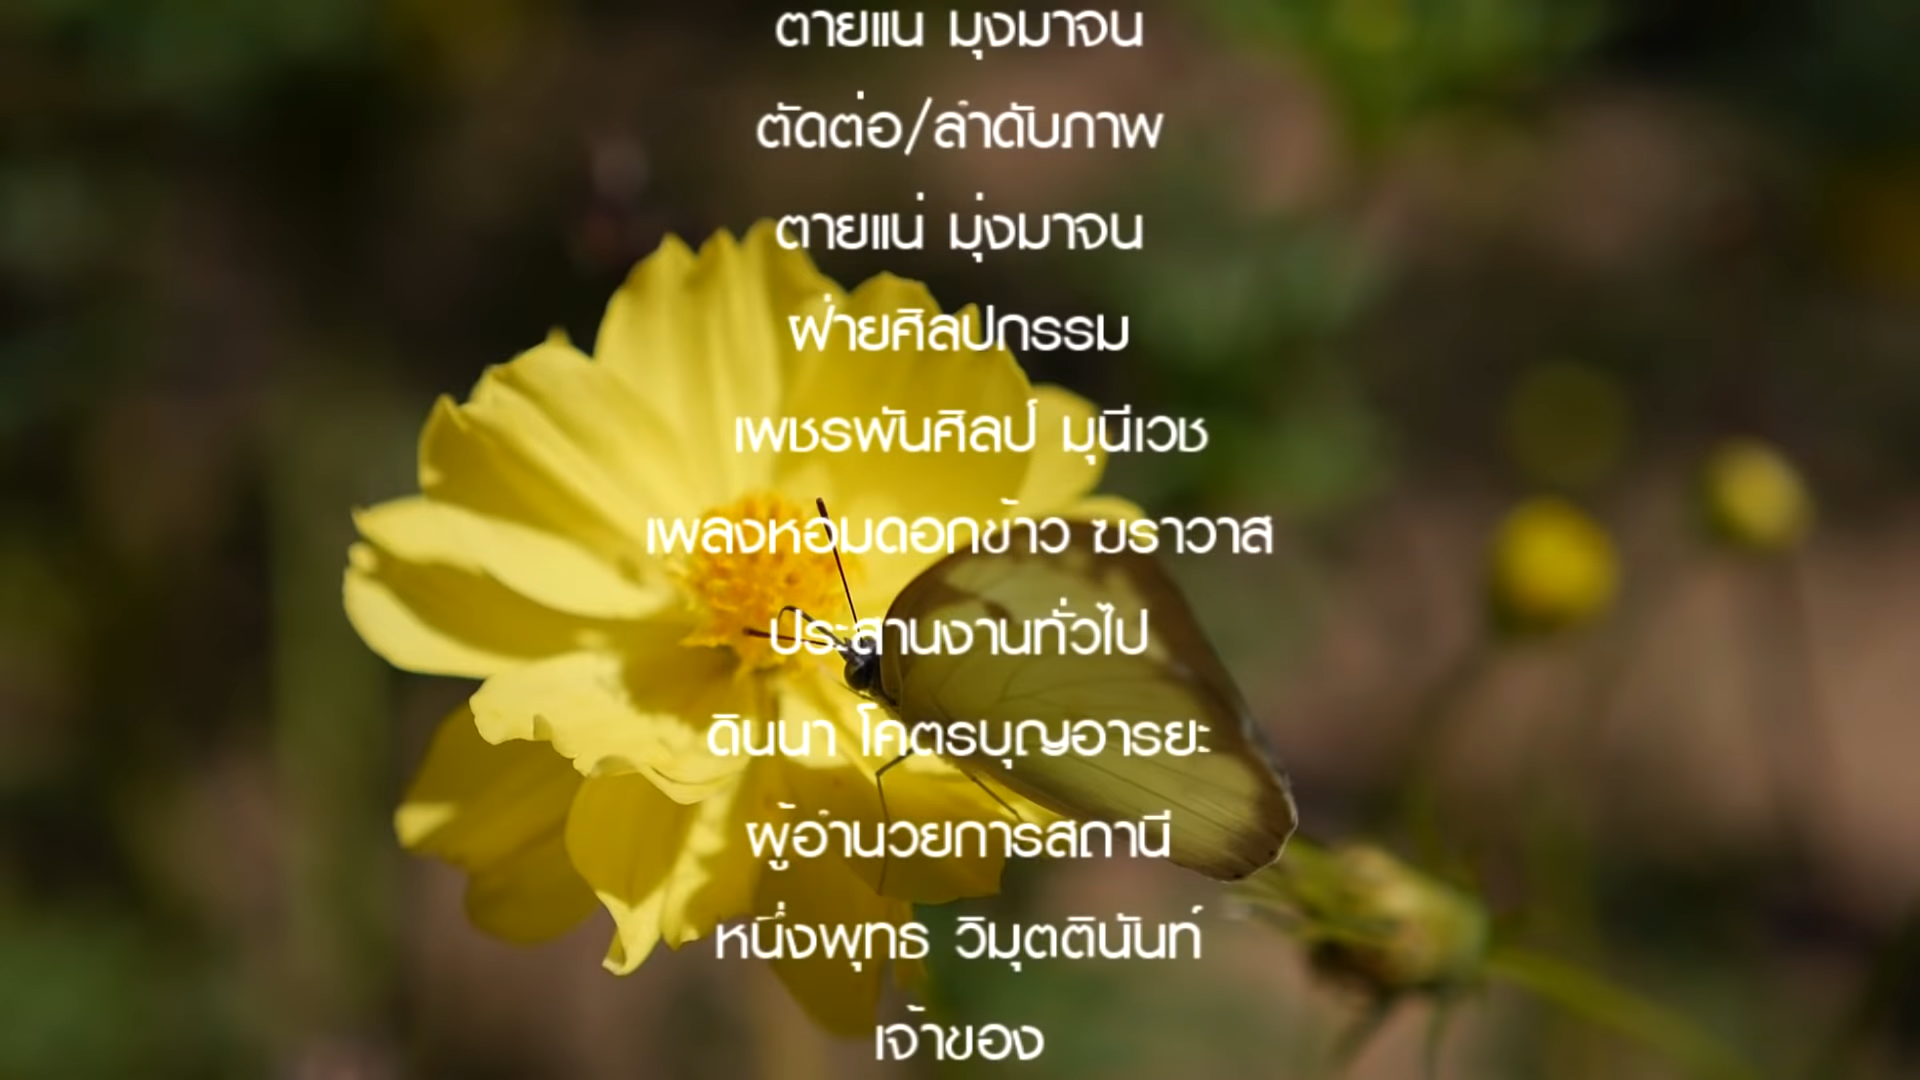 ตายแน มุงมาจน
ตัดต่อ/ลำดับภาพ
ตายแน่ มุ่งมาจน
ฝ่ายศิลปกรรม
เพชรพันศิลป์ มุนีเวช
เพลงหอมดอกข้าว ฆราวาส
ประสานงานทั่วไป
ดินนา โคตรบุญอารยะ
ผู้อำนวยการสถานี
หนึ่งพุทธ วิมุตตินันท์
เจ้าของ